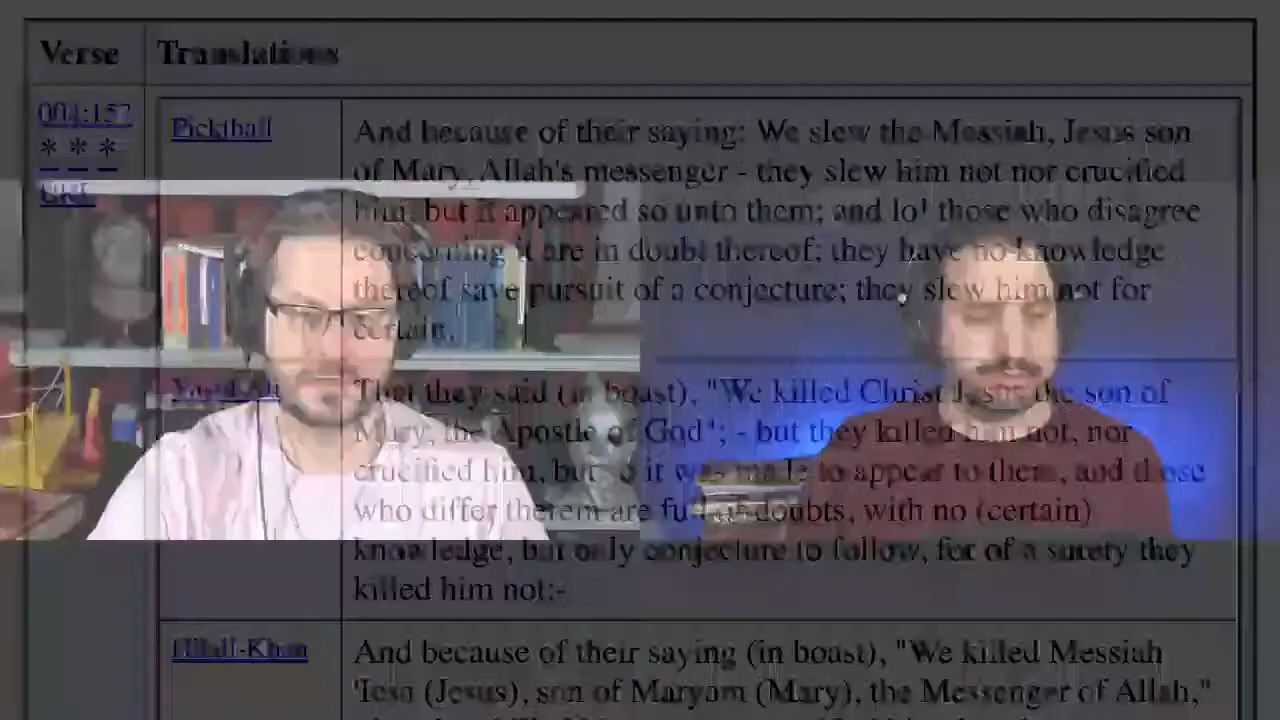 Verse Translations
004:157
* * *
Pickthall
And because of their saying: We slew the Messiah, Jesus son
of Mary, Allah's messenger - they slew him not nor crucified
him, but it appeared so unto them; and lo! those who disagree
concerning it are in doubt thereof; they have no knowledge
thereof save pursuit of a conjecture; they slew him not for
certain.
Yusuf Ali
That they said (in boast), "We killed Christ Jesus the son of
Mary, the Apostle of God"; - but they killed him not, nor
crucified him, but so it was made to appear to them, and those
who differ therein are full of doubts, with no (certain)
knowledge, but only conjecture to follow, for of a surety they
killed him not:-
Hilali-Khan
And because of their saying (in boast), "We killed Messiah
'Iesa (Jesus), son of Maryam (Mary), the Messenger of Allah,"